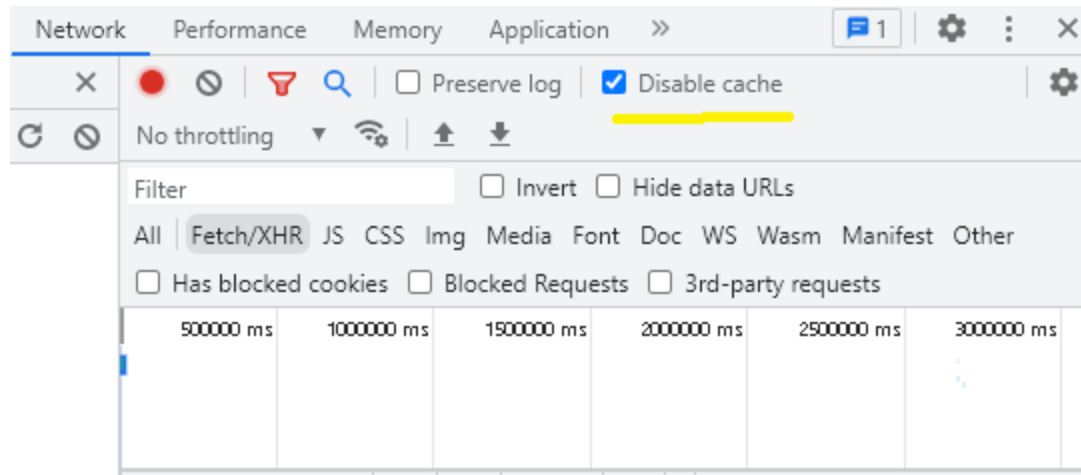 Network Performance Memory Application » 1
Preserve log Disable cache
No throttling
Filter Invert Hide data URLs
All Fetch/XHR JS CSS Img Media Font Doc WS Wasm Manifest Other
Has blocked cookies Blocked Requests 3rd-party requests
500000 ms 1000000 ms 1500000 ms 2000000 ms 2500000 ms 3000000 ms